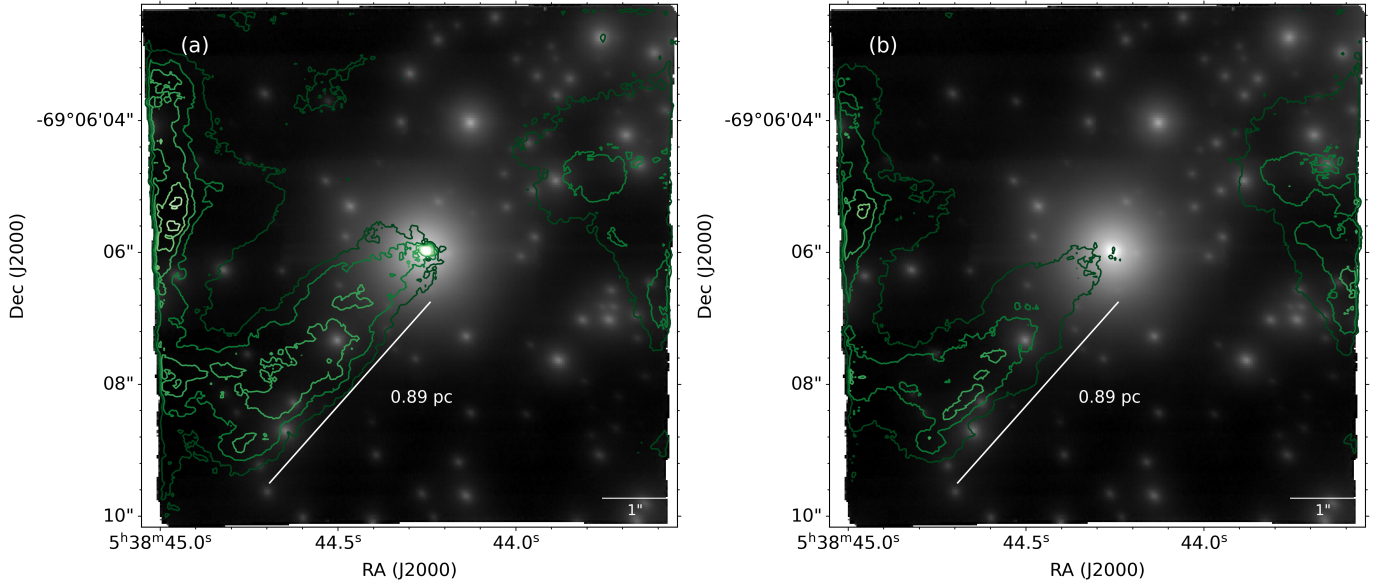 (a)
-69°06'04"
06"
08"
10"
Dec (J2000)
0.89 pc
1"
5ʰ38ᵐ45.0ˢ
44.5ˢ
44.0ˢ
RA (J2000)
(b)
-69°06'04"
06"
08"
10"
Dec (J2000)
0.89 pc
1"
5ʰ38ᵐ45.0ˢ
44.5ˢ
44.0ˢ
RA (J2000)